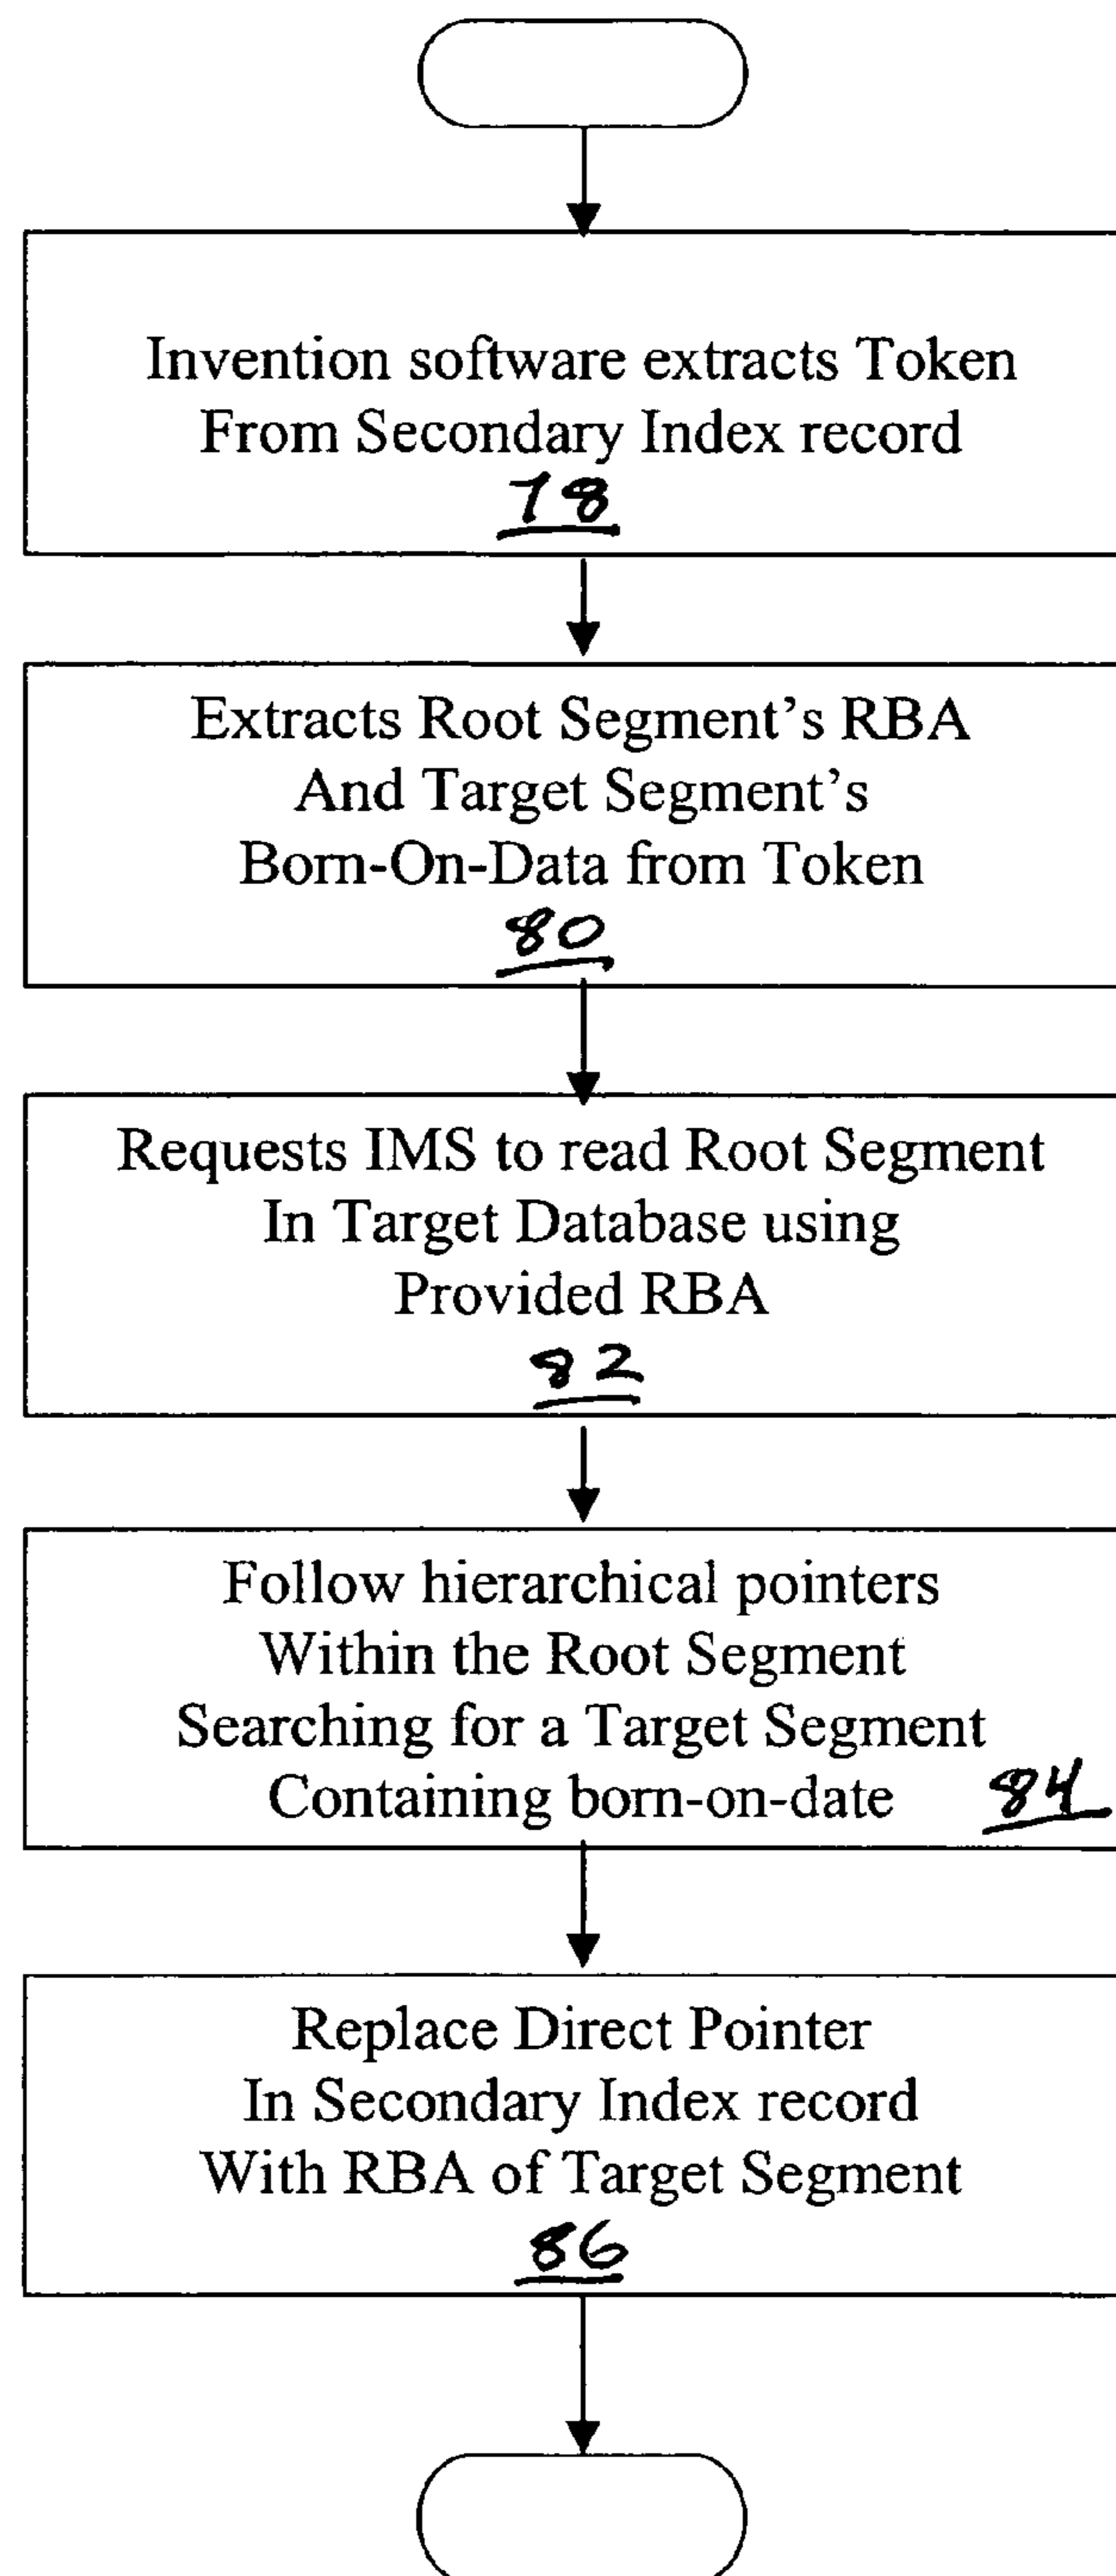 Invention software extracts Token
From Secondary Index record
78
Extracts Root Segment's RBA
And Target Segment's
Born-On-Data from Token
80
Requests IMS to read Root Segment
In Target Database using
Provided RBA
82
Follow hierarchical pointers
Within the Root Segment
Searching for a Target Segment
Containing born-on-date 84
Replace Direct Pointer
In Secondary Index record
With RBA of Target Segment
86